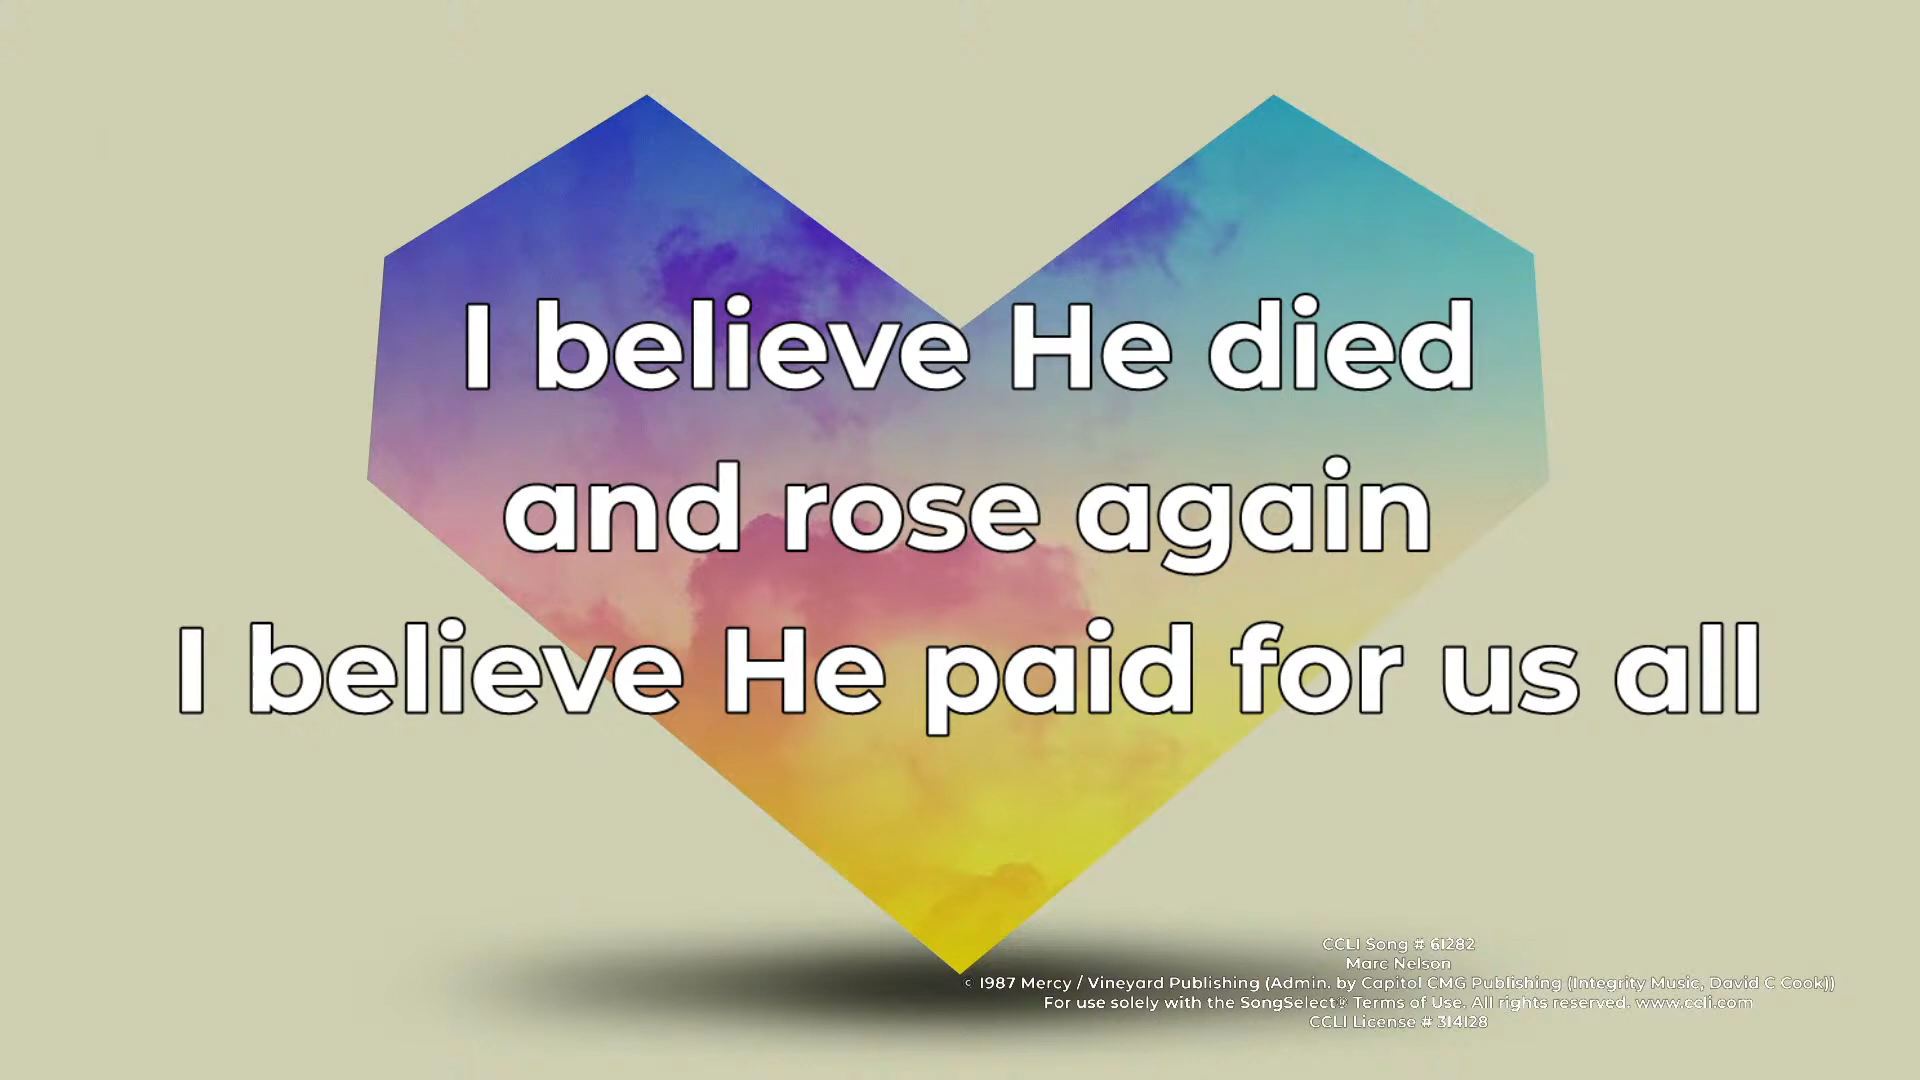 I believe He died
and rose again
I believe He paid for us all
CCLI Song # 61282
Marc Nelson
© 1987 Mercy / Vineyard Publishing (Admin. by Capitol CMG Publishing (Integrity Music, David C Cook))
For use solely with the SongSelect® Terms of Use. All rights reserved. www.ccli.com
CCLI License # 314128